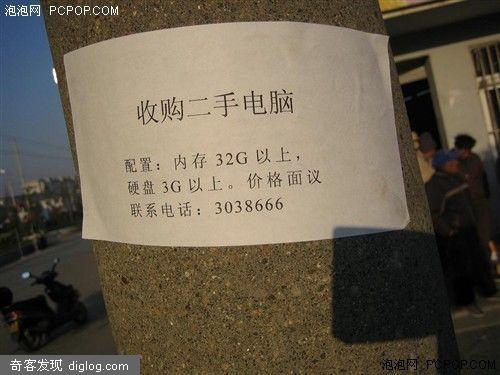 泡泡网 PCPOP.COM
收购二手电脑
配置：内存 32G 以上，
硬盘 3G 以上。价格面议
联系电话：3038666
奇客发现 diglog.com
泡泡网 PCPOP.COM